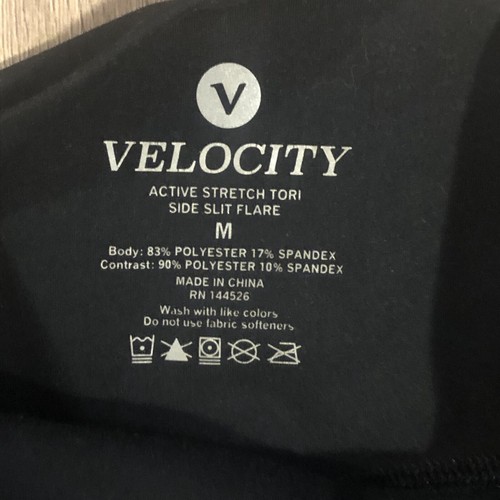 V
VELOCITY
ACTIVE STRETCH TORI
SIDE SLIT FLARE
M
Body: 83% POLYESTER 17% SPANDEX
Contrast: 90% POLYESTER 10% SPANDEX
MADE IN CHINA
RN 144526
Wash with like colors
Do not use fabric softeners